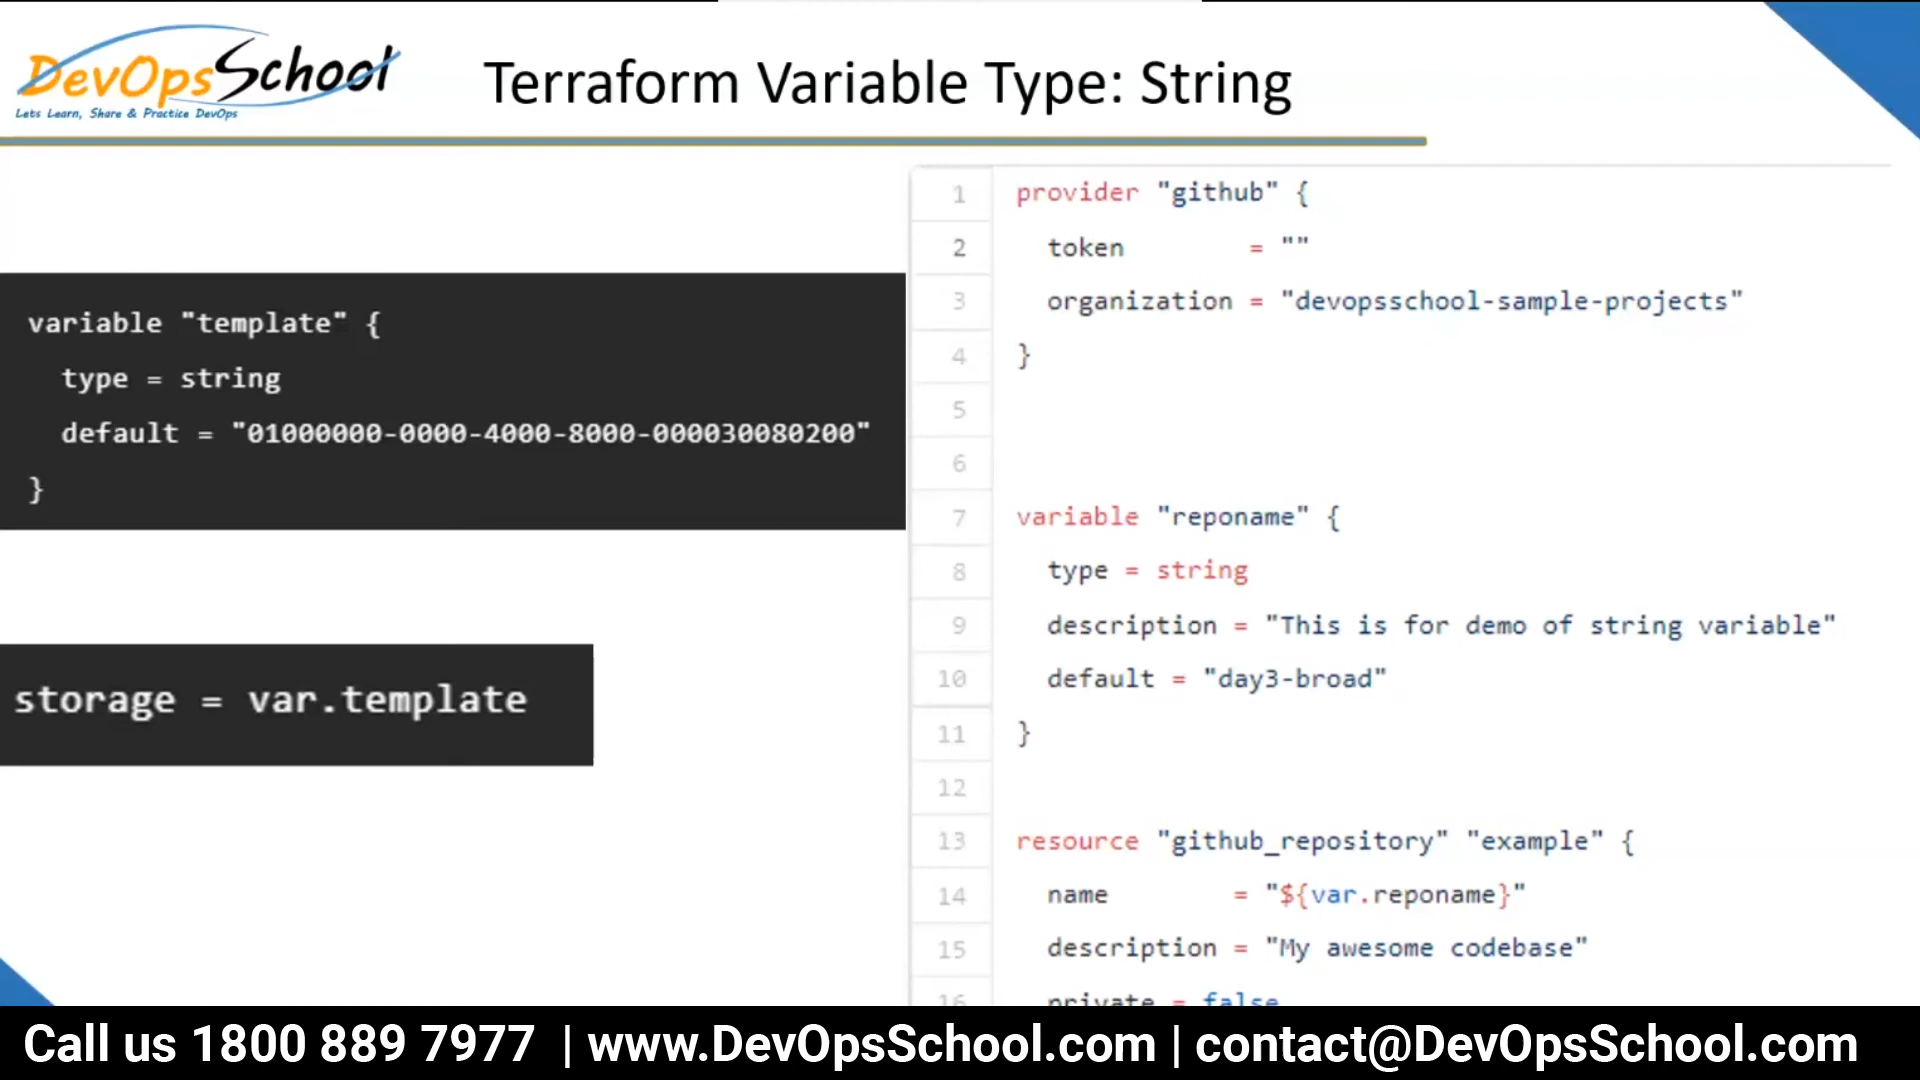 DevOpsSchool
Lets Learn, Share & Practice DevOps
Terraform Variable Type: String
variable "template" {
  type = string
  default = "01000000-0000-4000-8000-000030080200"
}
storage = var.template
1 provider "github" {
2   token        = ""
3   organization = "devopsschool-sample-projects"
4 }
5
6
7 variable "reponame" {
8   type = string
9   description = "This is for demo of string variable"
10   default = "day3-broad"
11 }
12
13 resource "github_repository" "example" {
14   name        = "${var.reponame}"
15   description = "My awesome codebase"
16   private = false
Call us 1800 889 7977 | www.DevOpsSchool.com | contact@DevOpsSchool.com